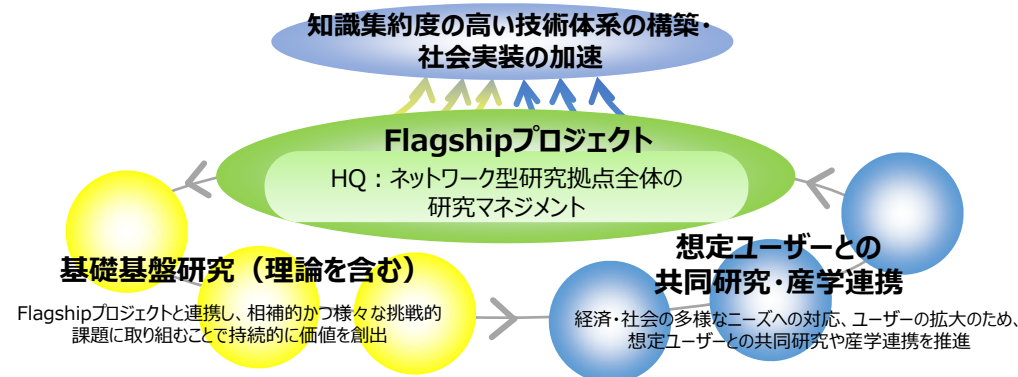 知識集約度の高い技術体系の構築・
社会実装の加速
Flagshipプロジェクト
HQ：ネットワーク型研究拠点全体の
研究マネジメント
基礎基盤研究（理論を含む）
Flagshipプロジェクトと連携し、相補的かつ様々な挑戦的
課題に取り組むことで持続的に価値を創出
想定ユーザーとの
共同研究・産学連携
経済・社会の多様なニーズへの対応、ユーザーの拡大のため、
想定ユーザーとの共同研究や産学連携を推進